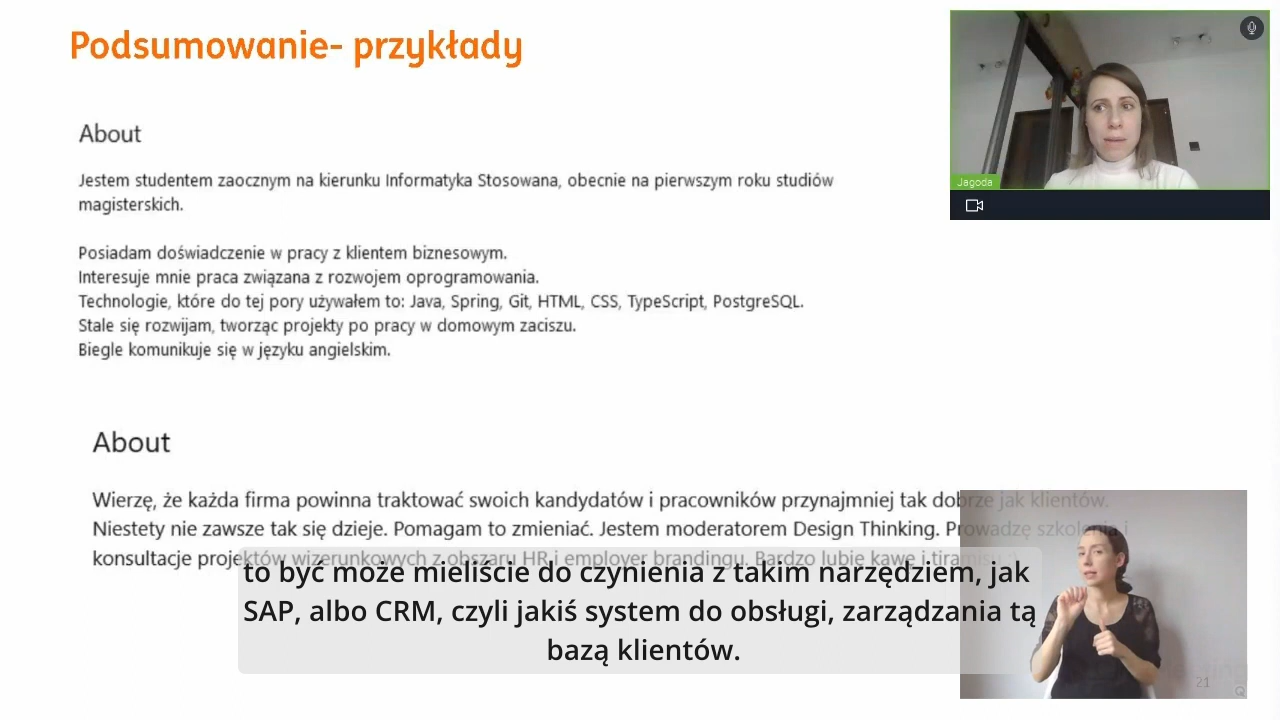 Podsumowanie- przykłady
Jagoda
About
Jestem studentem zaocznym na kierunku Informatyka Stosowana, obecnie na pierwszym roku studiów
magisterskich.
Posiadam doświadczenie w pracy z klientem biznesowym.
Interesuje mnie praca związana z rozwojem oprogramowania.
Technologie, które do tej pory używałem to: Java, Spring, Git, HTML, CSS, TypeScript, PostgreSQL.
Stale się rozwijam, tworząc projekty po pracy w domowym zaciszu.
Biegle komunikuje się w języku angielskim.
About
Wierzę, że każda firma powinna traktować swoich kandydatów i pracowników przynajmniej tak dobrze jak klientów.
Niestety nie zawsze tak się dzieje. Pomagam to zmieniać. Jestem moderatorem Design Thinking. Prowadzę szkolenia i
konsultacje projektów wizerunkowych z obszaru HR i employer brandingu. Bardzo lubię kawę i tiramisu
to być może mieliście do czynienia z takim narzędziem, jak
SAP, albo CRM, czyli jakiś system do obsługi, zarządzania tą
bazą klientów.
21